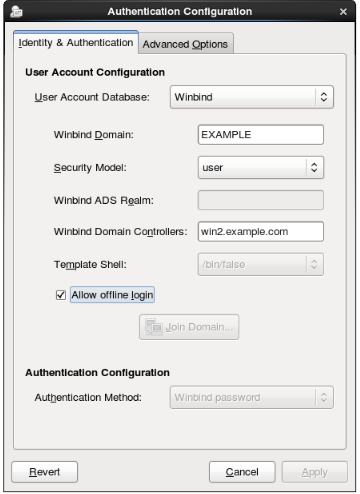 Authentication Configuration
Identity & Authentication
Advanced Options
User Account Configuration
User Account Database: Winbind
Winbind Domain: EXAMPLE
Security Model: user
Winbind ADS Realm:
Winbind Domain Controllers: win2.example.com
Template Shell: /bin/false
Allow offline login
Join Domain...
Authentication Configuration
Authentication Method: Winbind password
Revert Cancel Apply